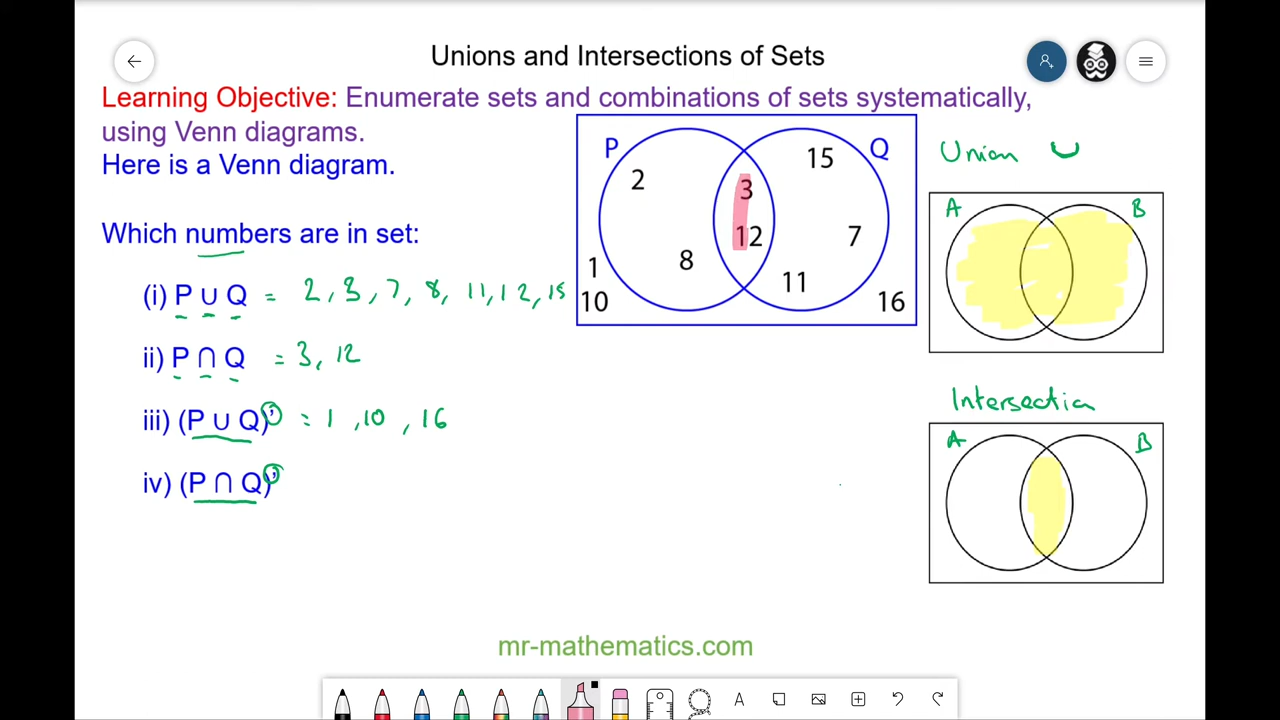 Unions and Intersections of Sets
Learning Objective: Enumerate sets and combinations of sets systematically,
using Venn diagrams.
Here is a Venn diagram.
Which numbers are in set:
(i) P ∪ Q = 2, 3, 7, 8, 11, 12, 15
ii) P ∩ Q = 3, 12
iii) (P ∪ Q)' = 1, 10, 16
iv) (P ∩ Q)'
P
Q
2
15
3
12
7
8
1
11
10
16
Union ∪
A
B
Intersection
A
B
mr-mathematics.com
A